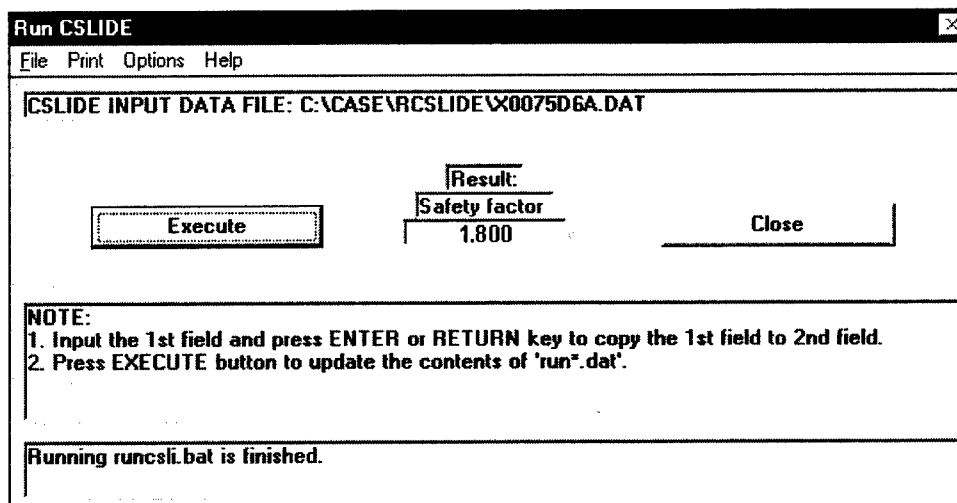 Run CSLIDE
File Print Options Help
CSLIDE INPUT DATA FILE: C:\CASE\RCSLIDE\X0075D6A.DAT
Result:
Safety factor
Execute
1.800
Close
NOTE:
1. Input the 1st field and press ENTER or RETURN key to copy the 1st field to 2nd field.
2. Press EXECUTE button to update the contents of 'run*.dat'.
Running runcsli.bat is finished.